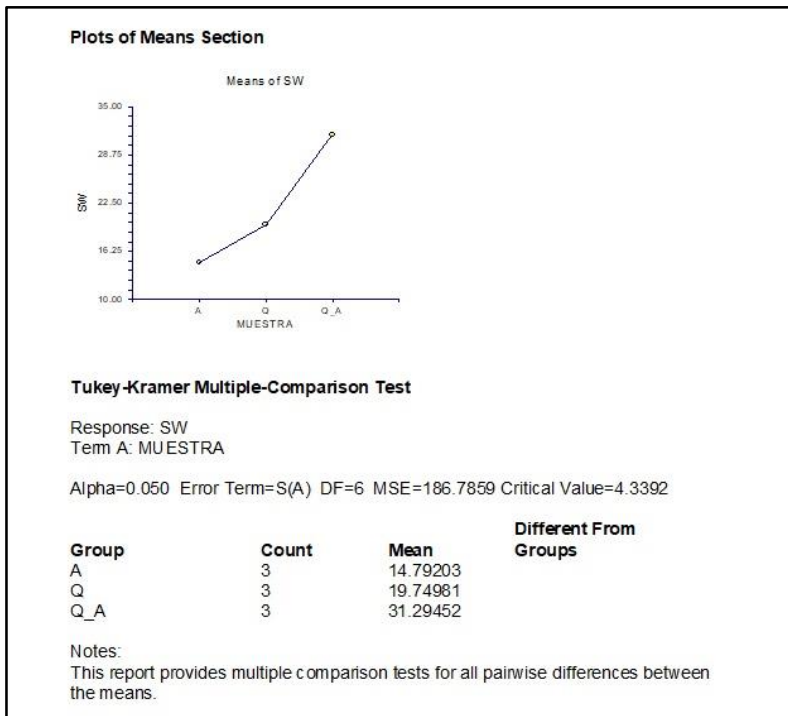 Plots of Means Section
Means of SW
35.00
28.75
22.50
16.25
10.00
SW
A Q Q_A
MUESTRA
Tukey-Kramer Multiple-Comparison Test
Response: SW
Term A: MUESTRA
Alpha=0.050 Error Term=S(A) DF=6 MSE=186.7859 Critical Value=4.3392
Different From
Group Count Mean Groups
A 3 14.79203
Q 3 19.74981
Q_A 3 31.29452
Notes:
This report provides multiple comparison tests for all pairwise differences between
the means.